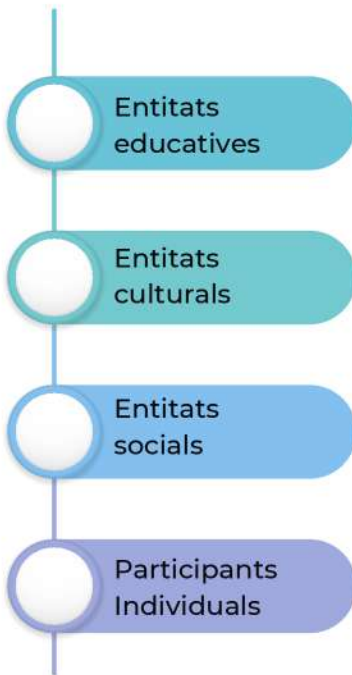 Entitats
educatives
Entitats
culturals
Entitats
socials
Participants
Individuals